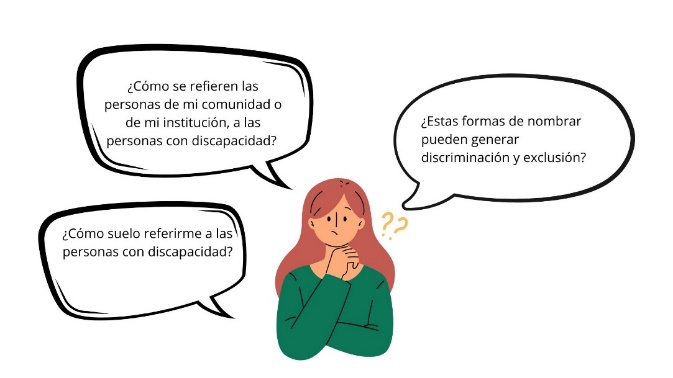 ¿Cómo se refieren las
personas de mi comunidad o
de mi institución, a las
personas con discapacidad?
¿Estas formas de nombrar
pueden generar
discriminación y exclusión?
¿Cómo suelo referirme a las
personas con discapacidad?
??